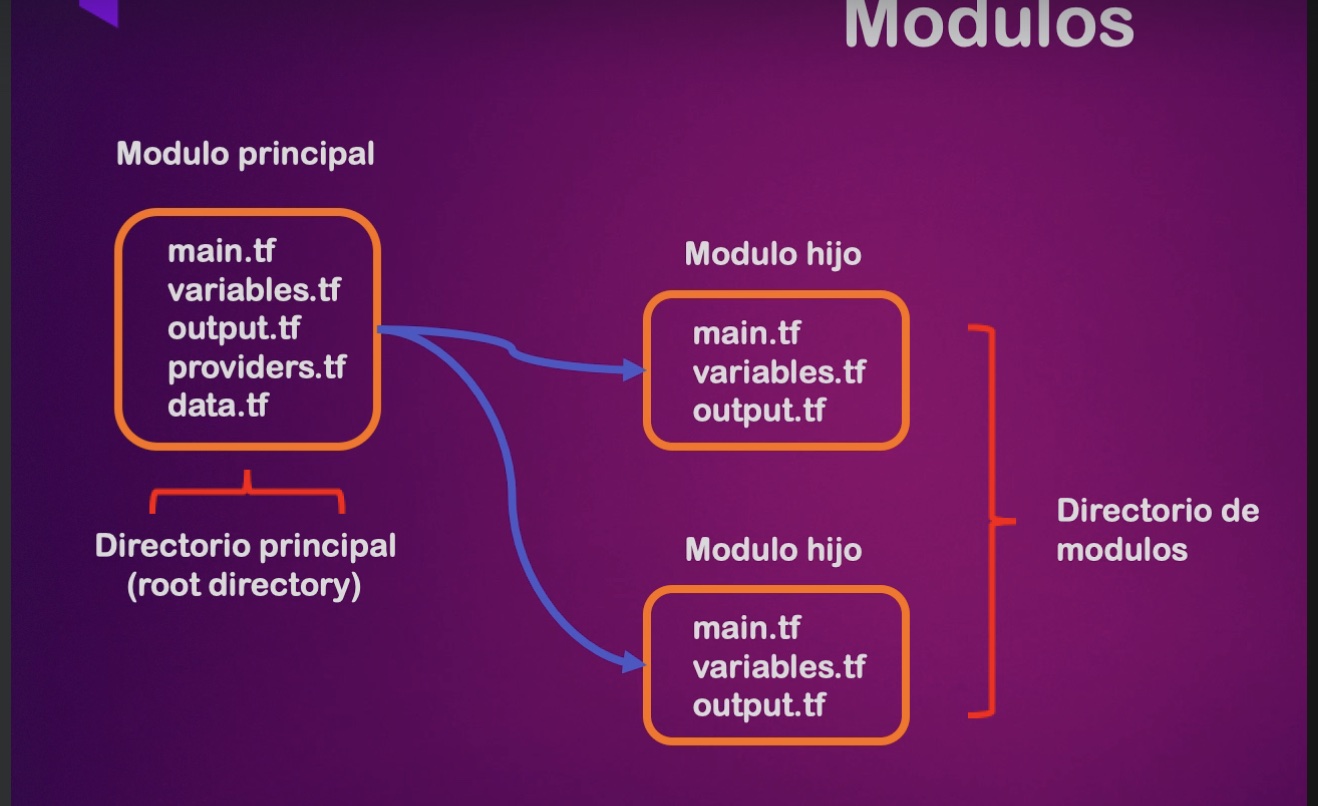 Modulos
Modulo principal
main.tf
variables.tf
output.tf
providers.tf
data.tf
Directorio principal
(root directory)
Modulo hijo
main.tf
variables.tf
output.tf
Modulo hijo
main.tf
variables.tf
output.tf
Directorio de
modulos